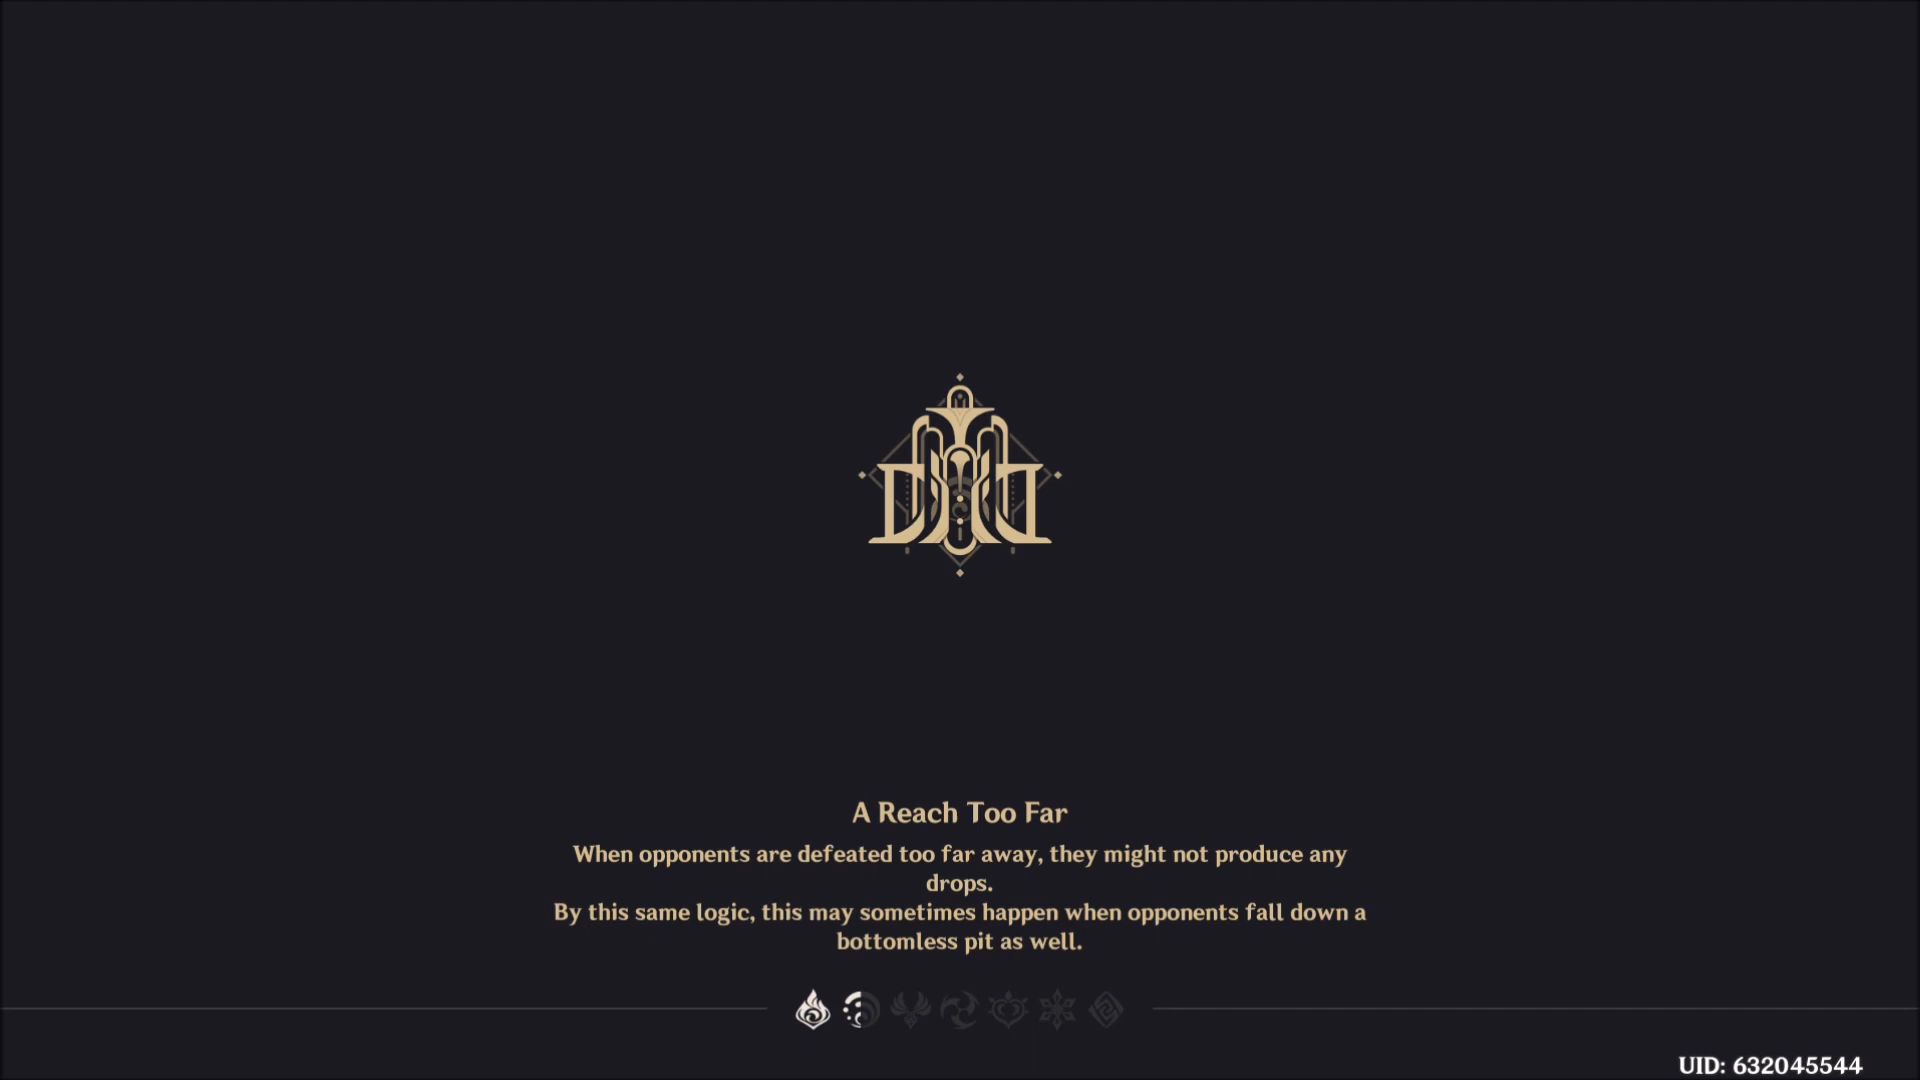 A Reach Too Far
When opponents are defeated too far away, they might not produce any
drops.
By this same logic, this may sometimes happen when opponents fall down a
bottomless pit as well.
UID: 632045544